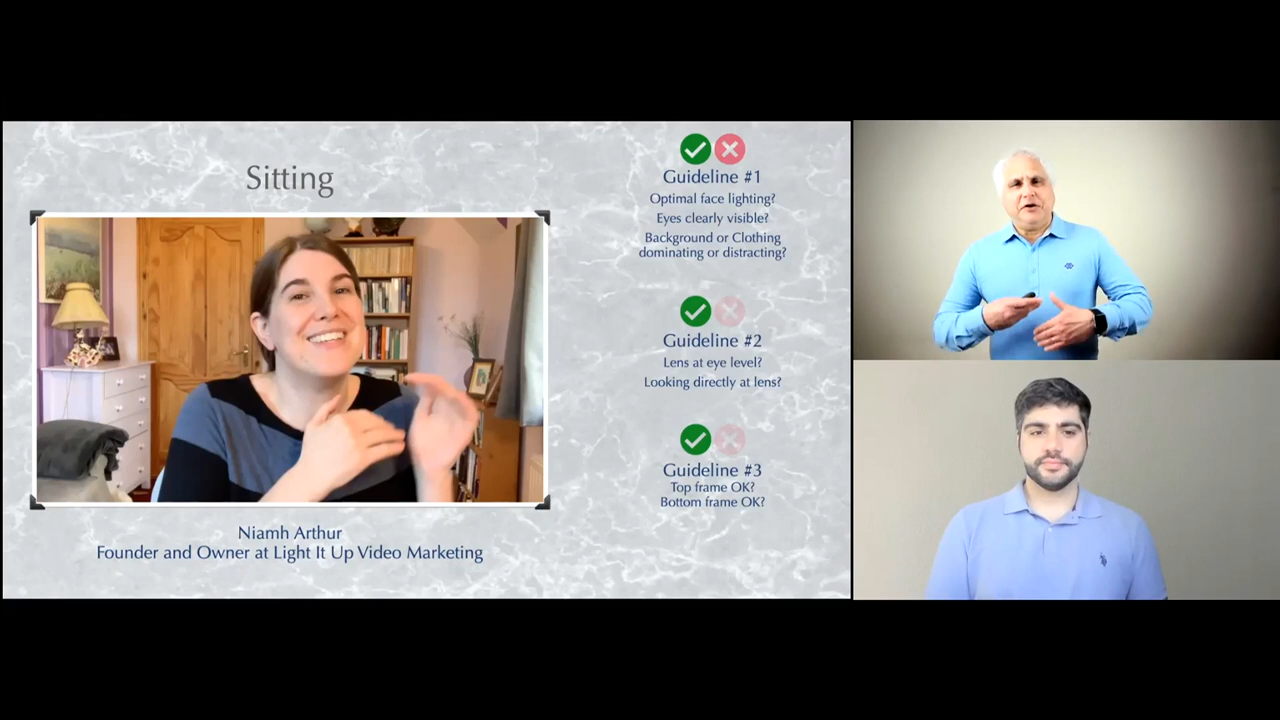 Sitting
Niamh Arthur
Founder and Owner at Light It Up Video Marketing
Guideline #1
Optimal face lighting?
Eyes clearly visible?
Background or Clothing
dominating or distracting?
Guideline #2
Lens at eye level?
Looking directly at lens?
Guideline #3
Top frame OK?
Bottom frame OK?